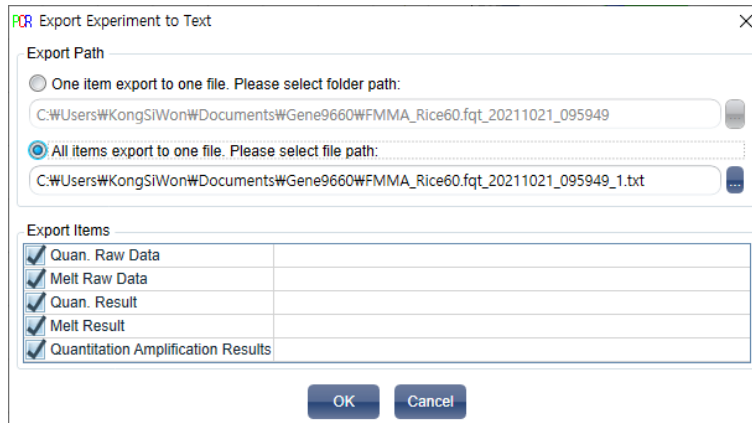 PCR Export Experiment to Text
Export Path
One item export to one file. Please select folder path:
C:₩Users₩KongSiWon₩Documents₩Gene9660₩FMMA_Rice60.fqt_20211021_095949
...
All items export to one file. Please select file path:
C:₩Users₩KongSiWon₩Documents₩Gene9660₩FMMA_Rice60.fqt_20211021_095949_1.txt
...
Export Items
Quan. Raw Data
Melt Raw Data
Quan. Result
Melt Result
Quantitation Amplification Results
OK Cancel